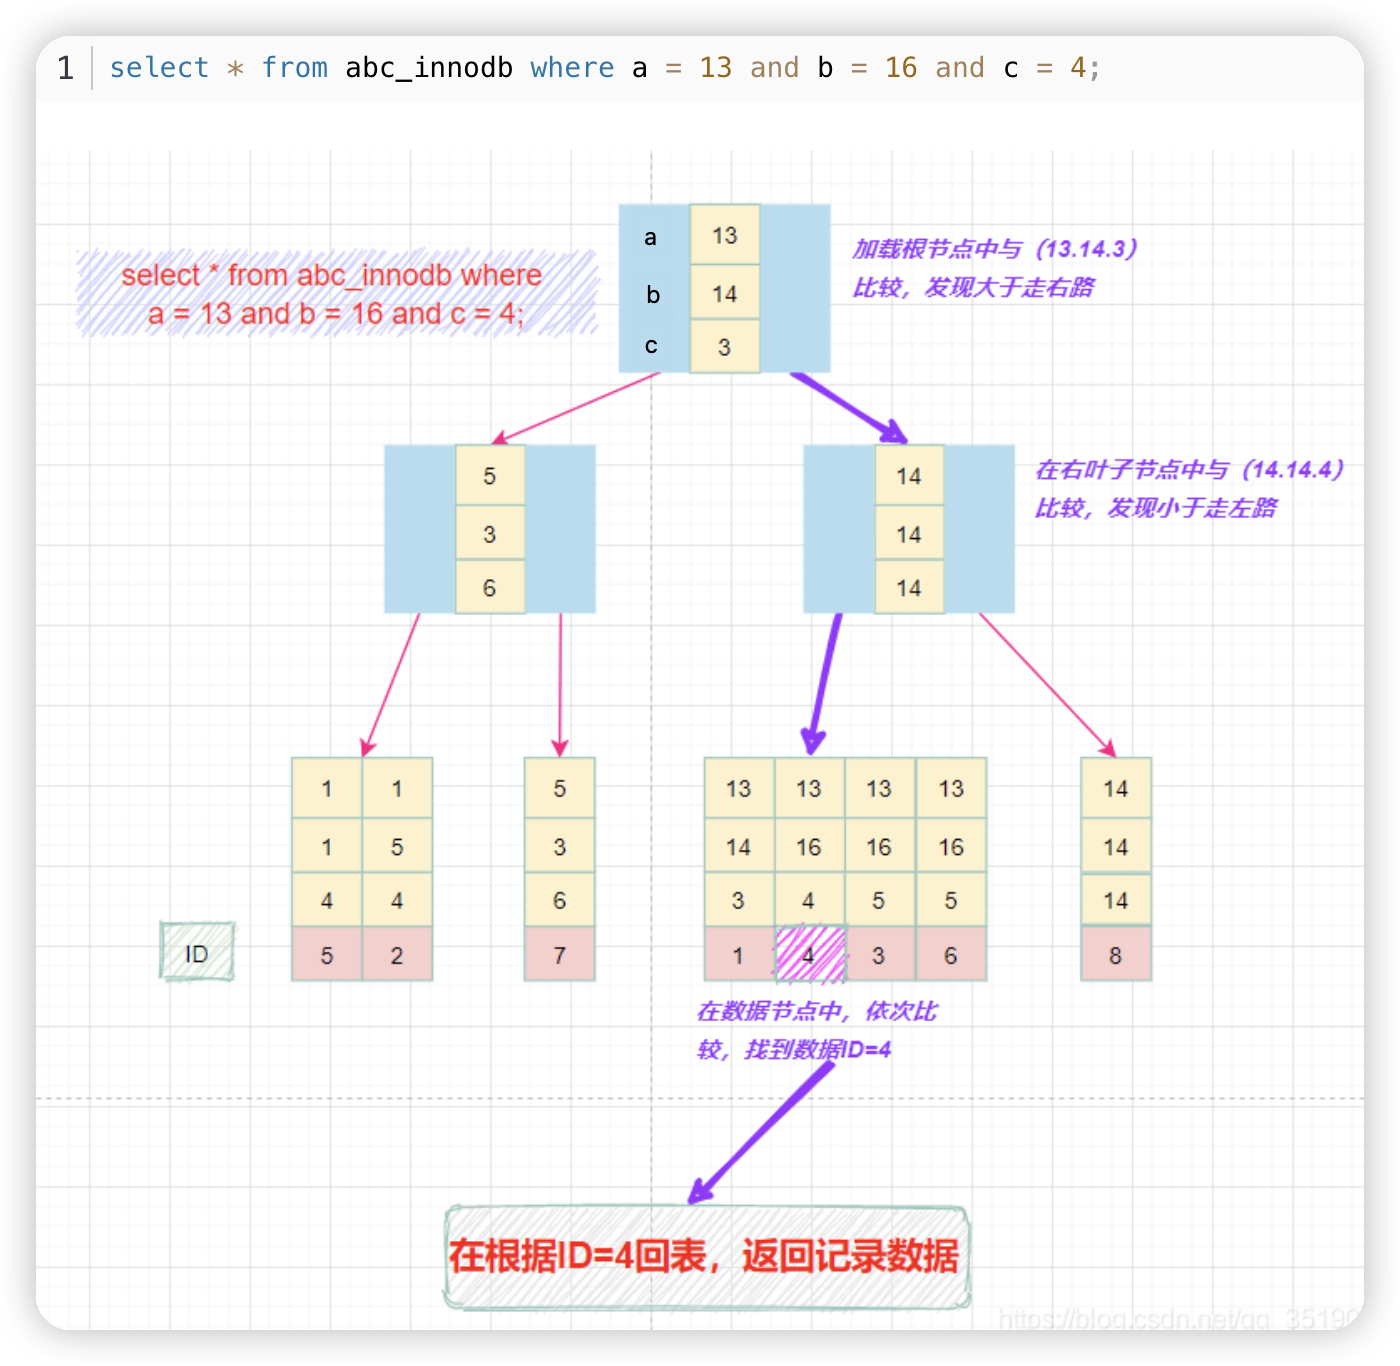 1 select * from abc_innodb where a = 13 and b = 16 and c = 4;
select * from abc_innodb where
a = 13 and b = 16 and c = 4;
a 13
b 14
c 3
加载根节点中与（13.14.3）
比较，发现大于走右路
5
3
6
14
14
14
在右叶子节点中与（14.14.4）
比较，发现小于走左路
1 1 5 13 13 13 13 14
1 5 3 14 16 16 16 14
4 4 6 3 4 5 5 14
ID 5 2 7 1 4 3 6 8
在数据节点中，依次比
较，找到数据ID=4
在根据ID=4回表，返回记录数据
https://blog.csdn.net/qq_35190